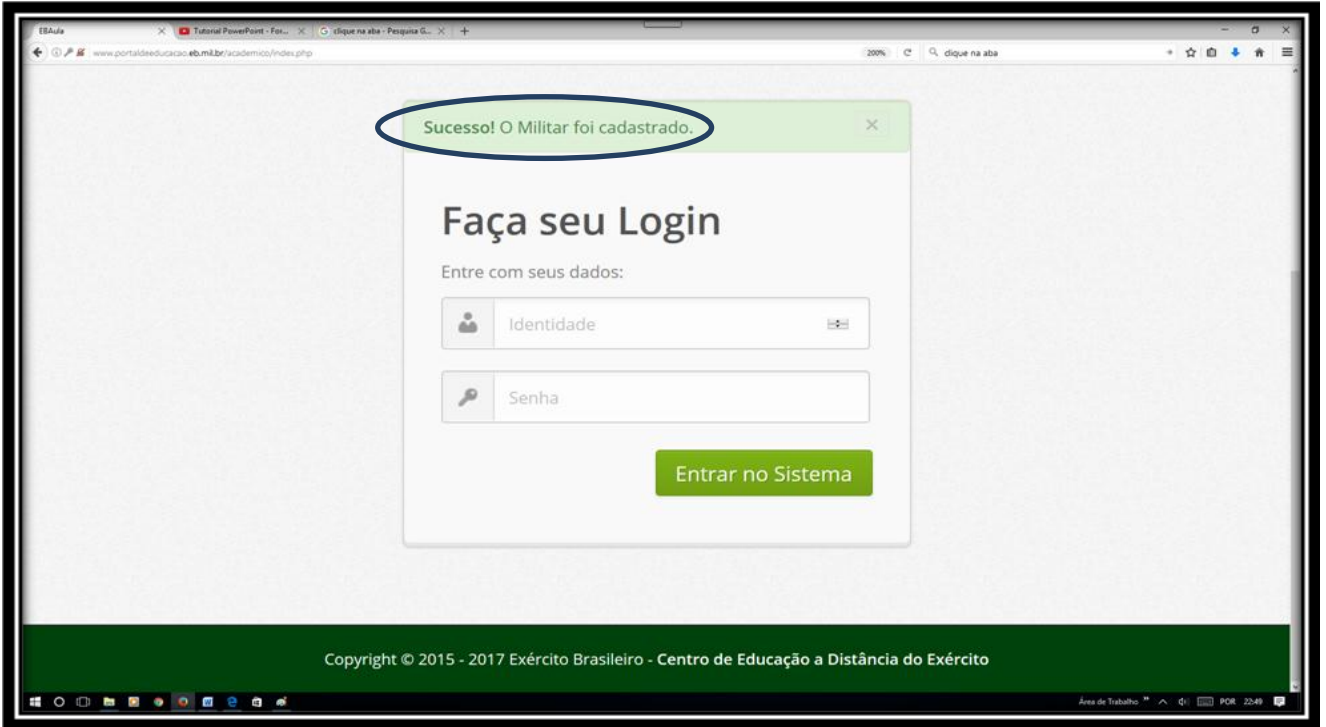 EBAula
Tutorial PowerPoint - For...
clique na aba - Pesquisa G...
www.portaldeeducacao.eb.mil.br/academico/index.php
200%
clique na aba
Sucesso! O Militar foi cadastrado.
Faça seu Login
Entre com seus dados:
Identidade
Senha
Entrar no Sistema
Copyright © 2015 - 2017 Exército Brasileiro - Centro de Educação a Distância do Exército
Área de Trabalho
POR
22:49